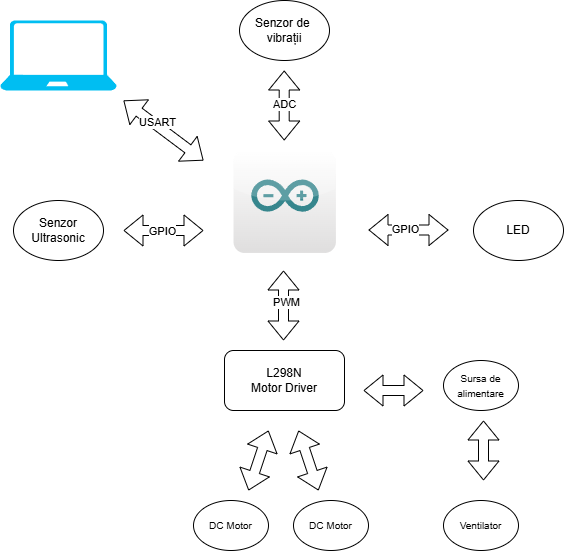 Senzor de
vibrații
ADC
USART
Senzor
Ultrasonic
GPIO
GPIO
LED
PWM
L298N
Motor Driver
Sursa de
alimentare
DC Motor
DC Motor
Ventilator